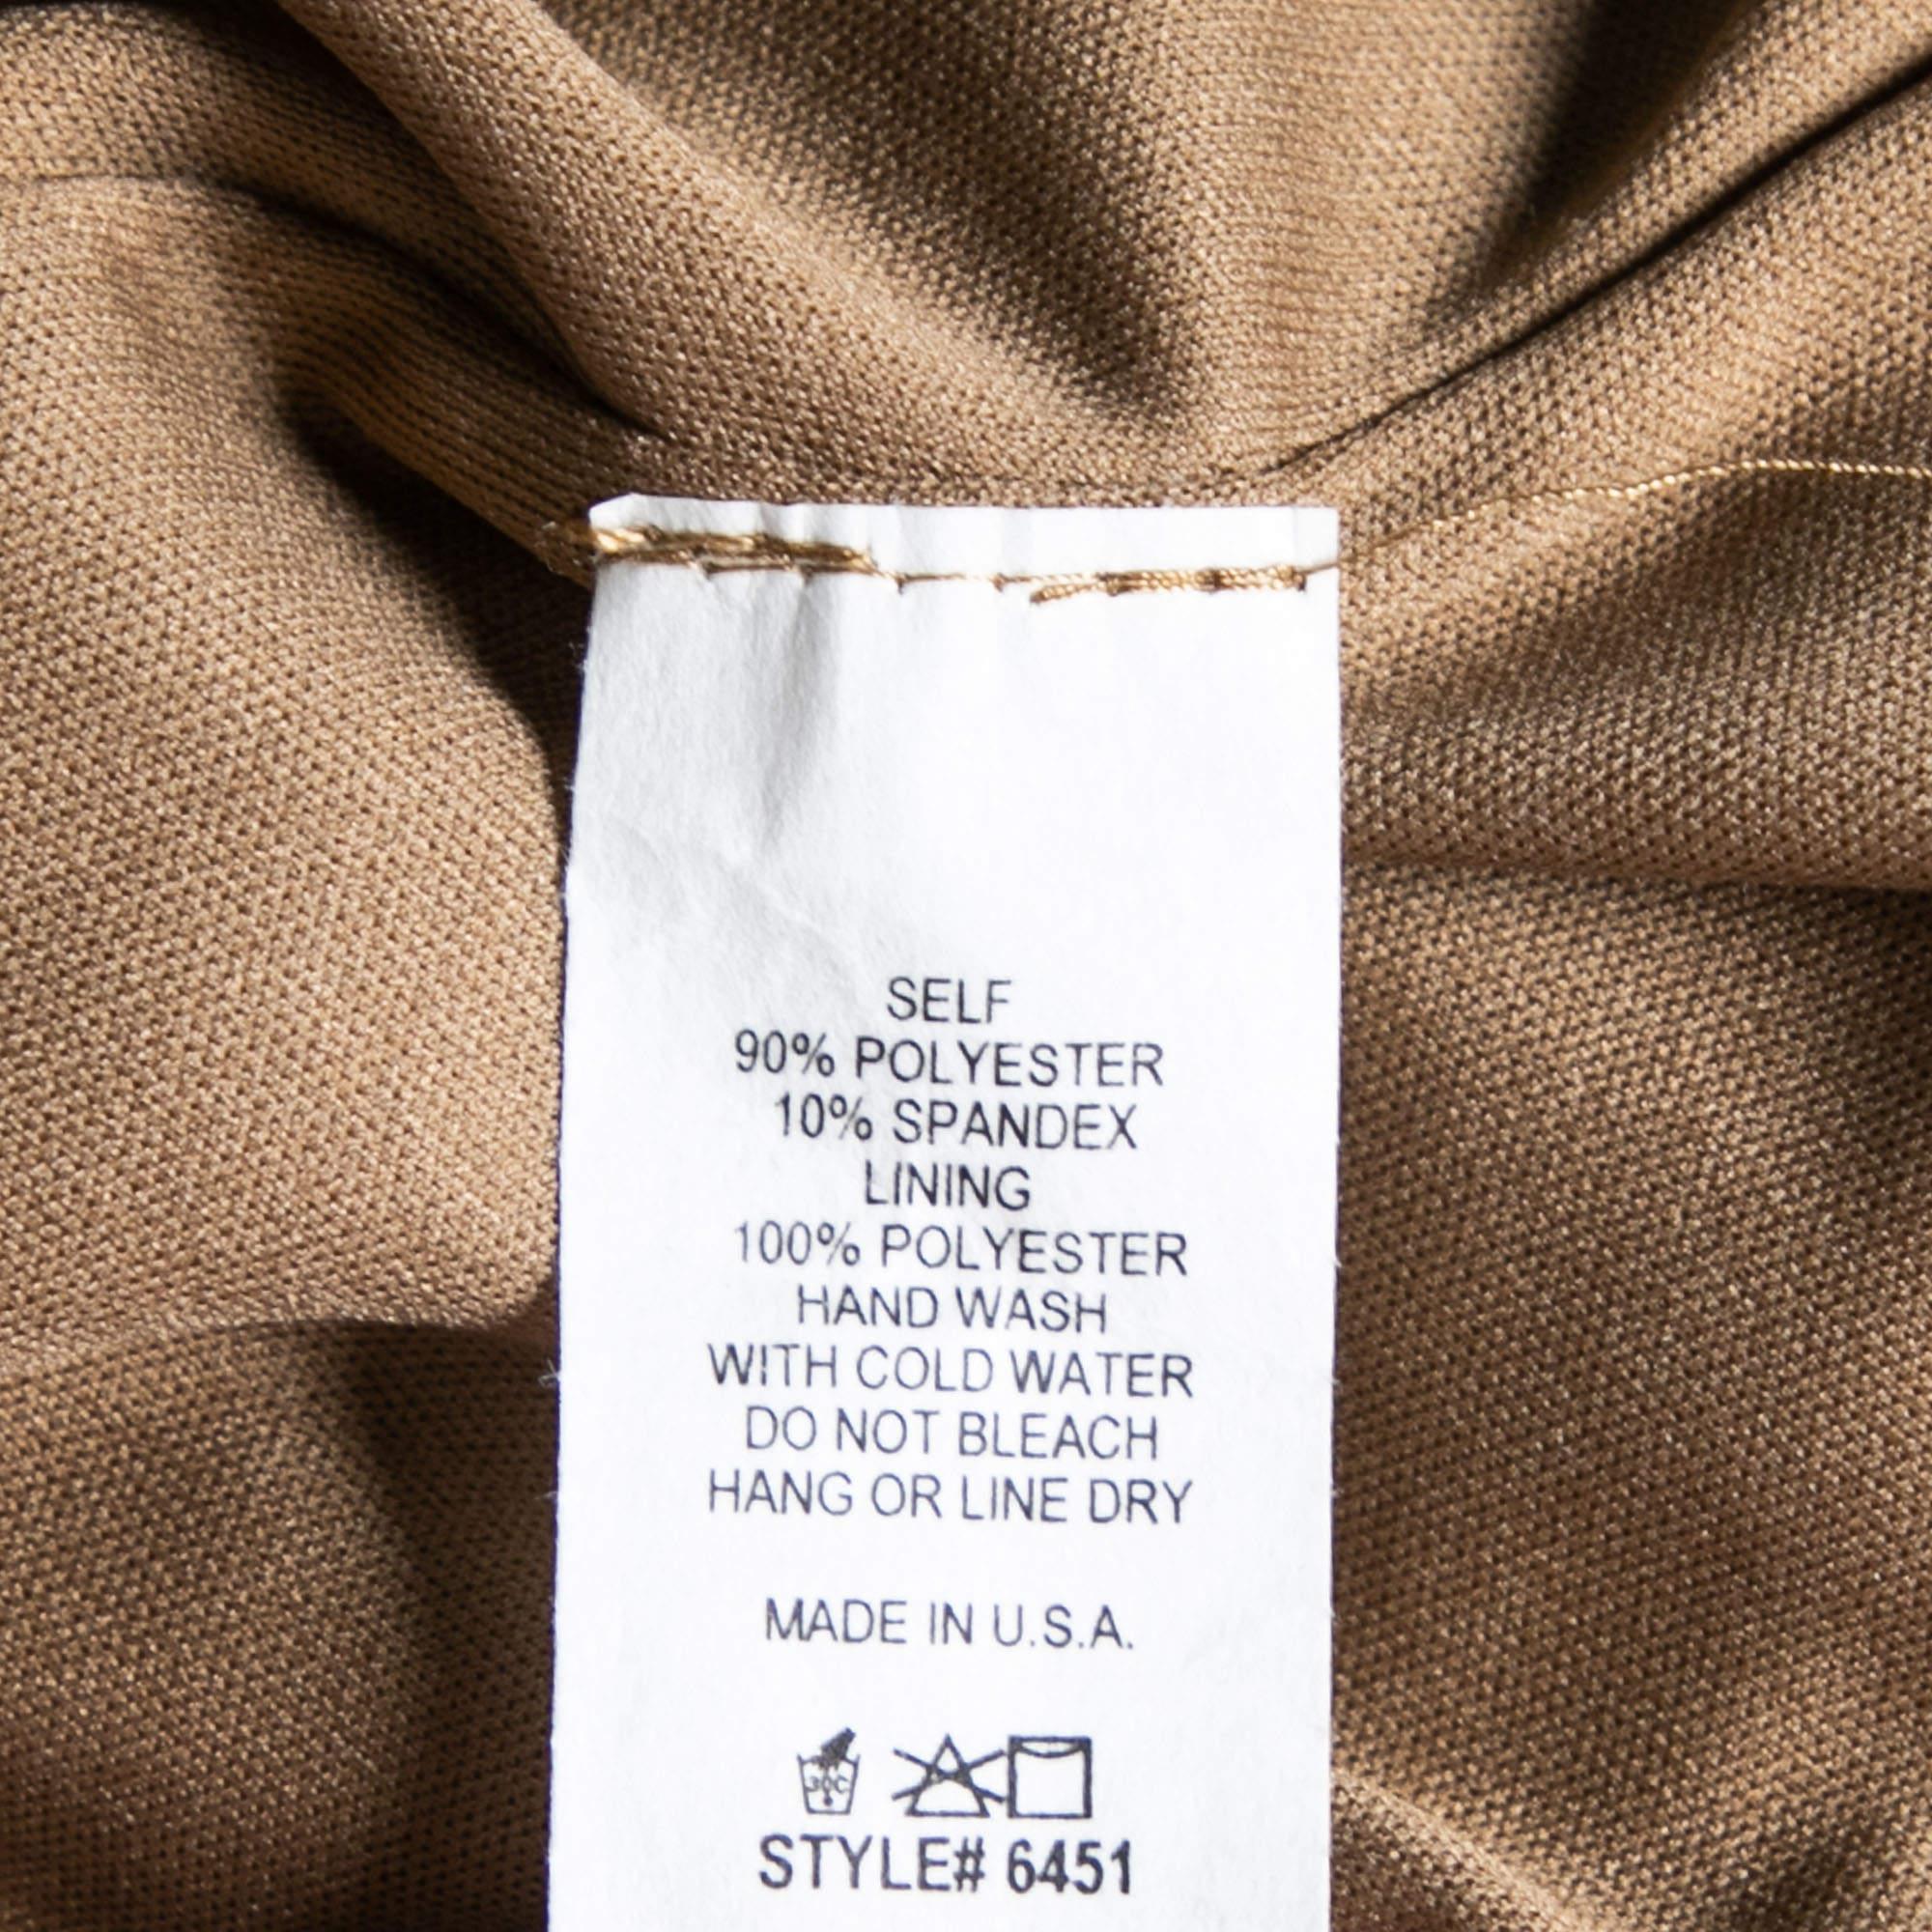 SELF
90% POLYESTER
10% SPANDEX
LINING
100% POLYESTER
HAND WASH
WITH COLD WATER
DO NOT BLEACH
HANG OR LINE DRY
MADE IN U.S.A.
30C
STYLE# 6451